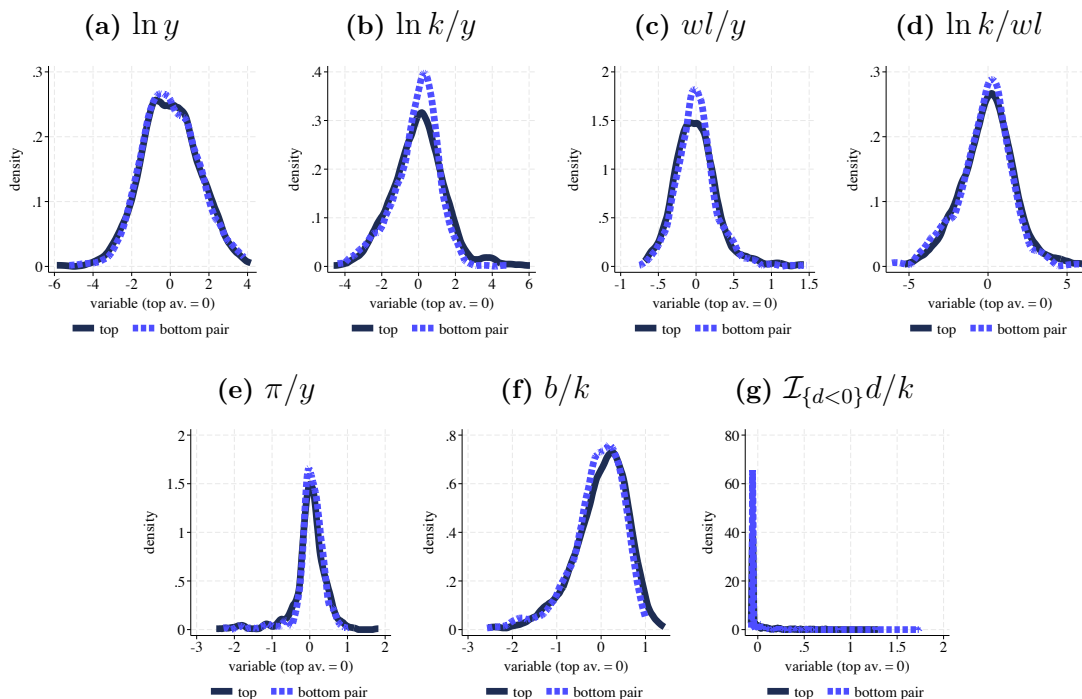 (a) ln y
(b) ln k/y
(c) wl/y
(d) ln k/wl
.3
.2
.1
0
density
-6 -4 -2 0 2 4
variable (top av. = 0)
top bottom pair
.4
.3
.2
.1
0
density
-4 -2 0 2 4 6
variable (top av. = 0)
top bottom pair
2
1.5
1
.5
0
density
-1 -.5 0 .5 1 1.5
variable (top av. = 0)
top bottom pair
.3
.2
.1
0
density
-5 0 5
variable (top av. = 0)
top bottom pair
(e) π/y
(f) b/k
(g) I{d<0}d/k
2
1.5
1
.5
0
density
-3 -2 -1 0 1 2
variable (top av. = 0)
top bottom pair
.8
.6
.4
.2
0
density
-3 -2 -1 0 1
variable (top av. = 0)
top bottom pair
80
60
40
20
0
density
0 .5 1 1.5 2
variable (top av. = 0)
top bottom pair